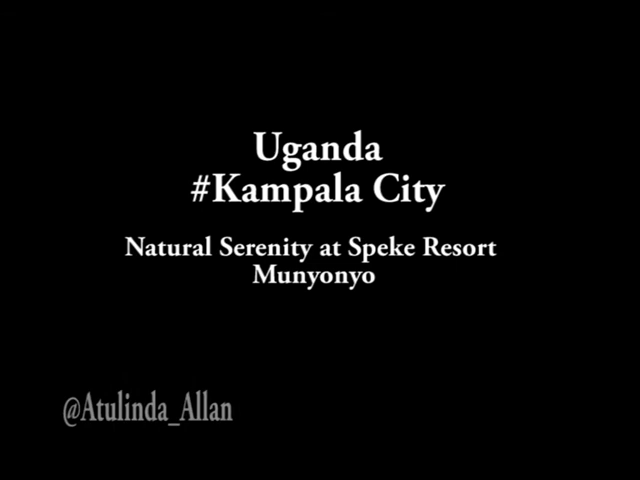 Uganda
#Kampala City
Natural Serenity at Speke Resort
Munyonyo
@Atulinda_Allan